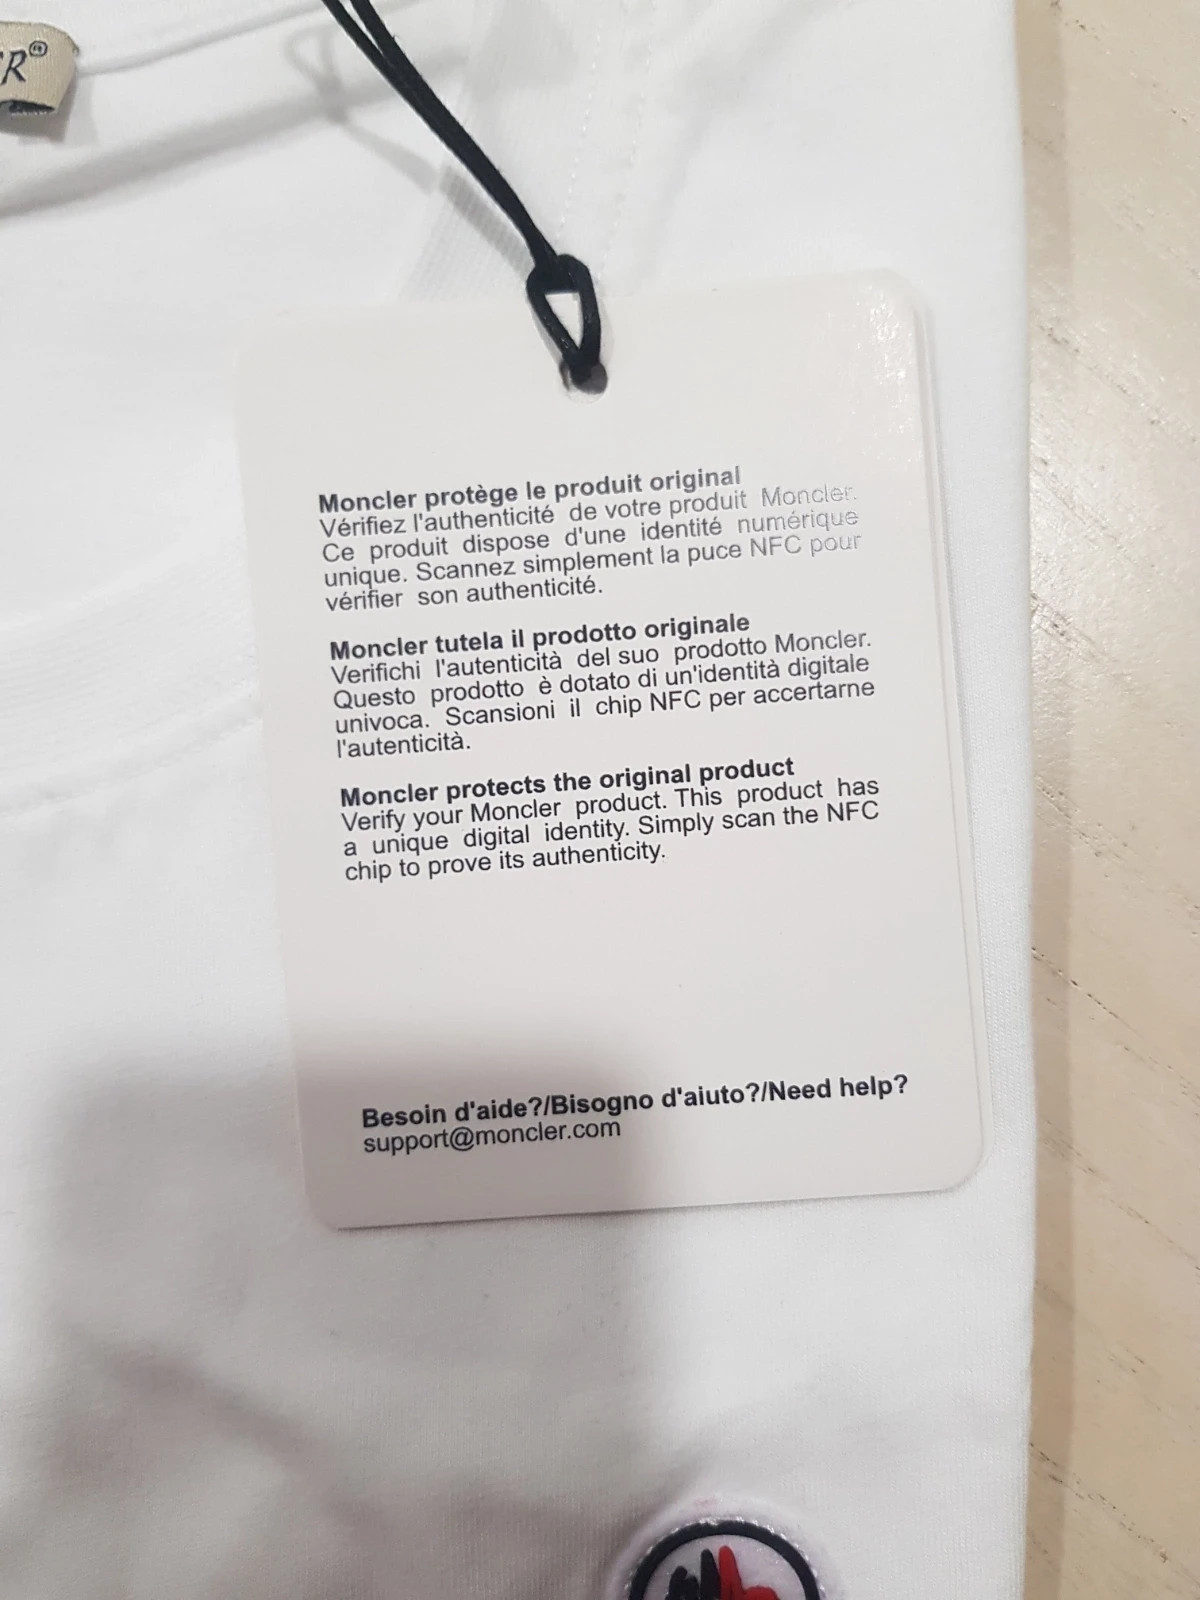 R®
Moncler protège le produit original
Vérifiez l'authenticité de votre produit Moncler.
Ce produit dispose d'une identité numérique
unique. Scannez simplement la puce NFC pour
vérifier son authenticité.
Moncler tutela il prodotto originale
Verifichi l'autenticità del suo prodotto Moncler.
Questo prodotto è dotato di un'identità digitale
univoca. Scansioni il chip NFC per accertarne
l'autenticità.
Moncler protects the original product
Verify your Moncler product. This product has
a unique digital identity. Simply scan the NFC
chip to prove its authenticity.
Besoin d'aide?/Bisogno d'aiuto?/Need help?
support@moncler.com